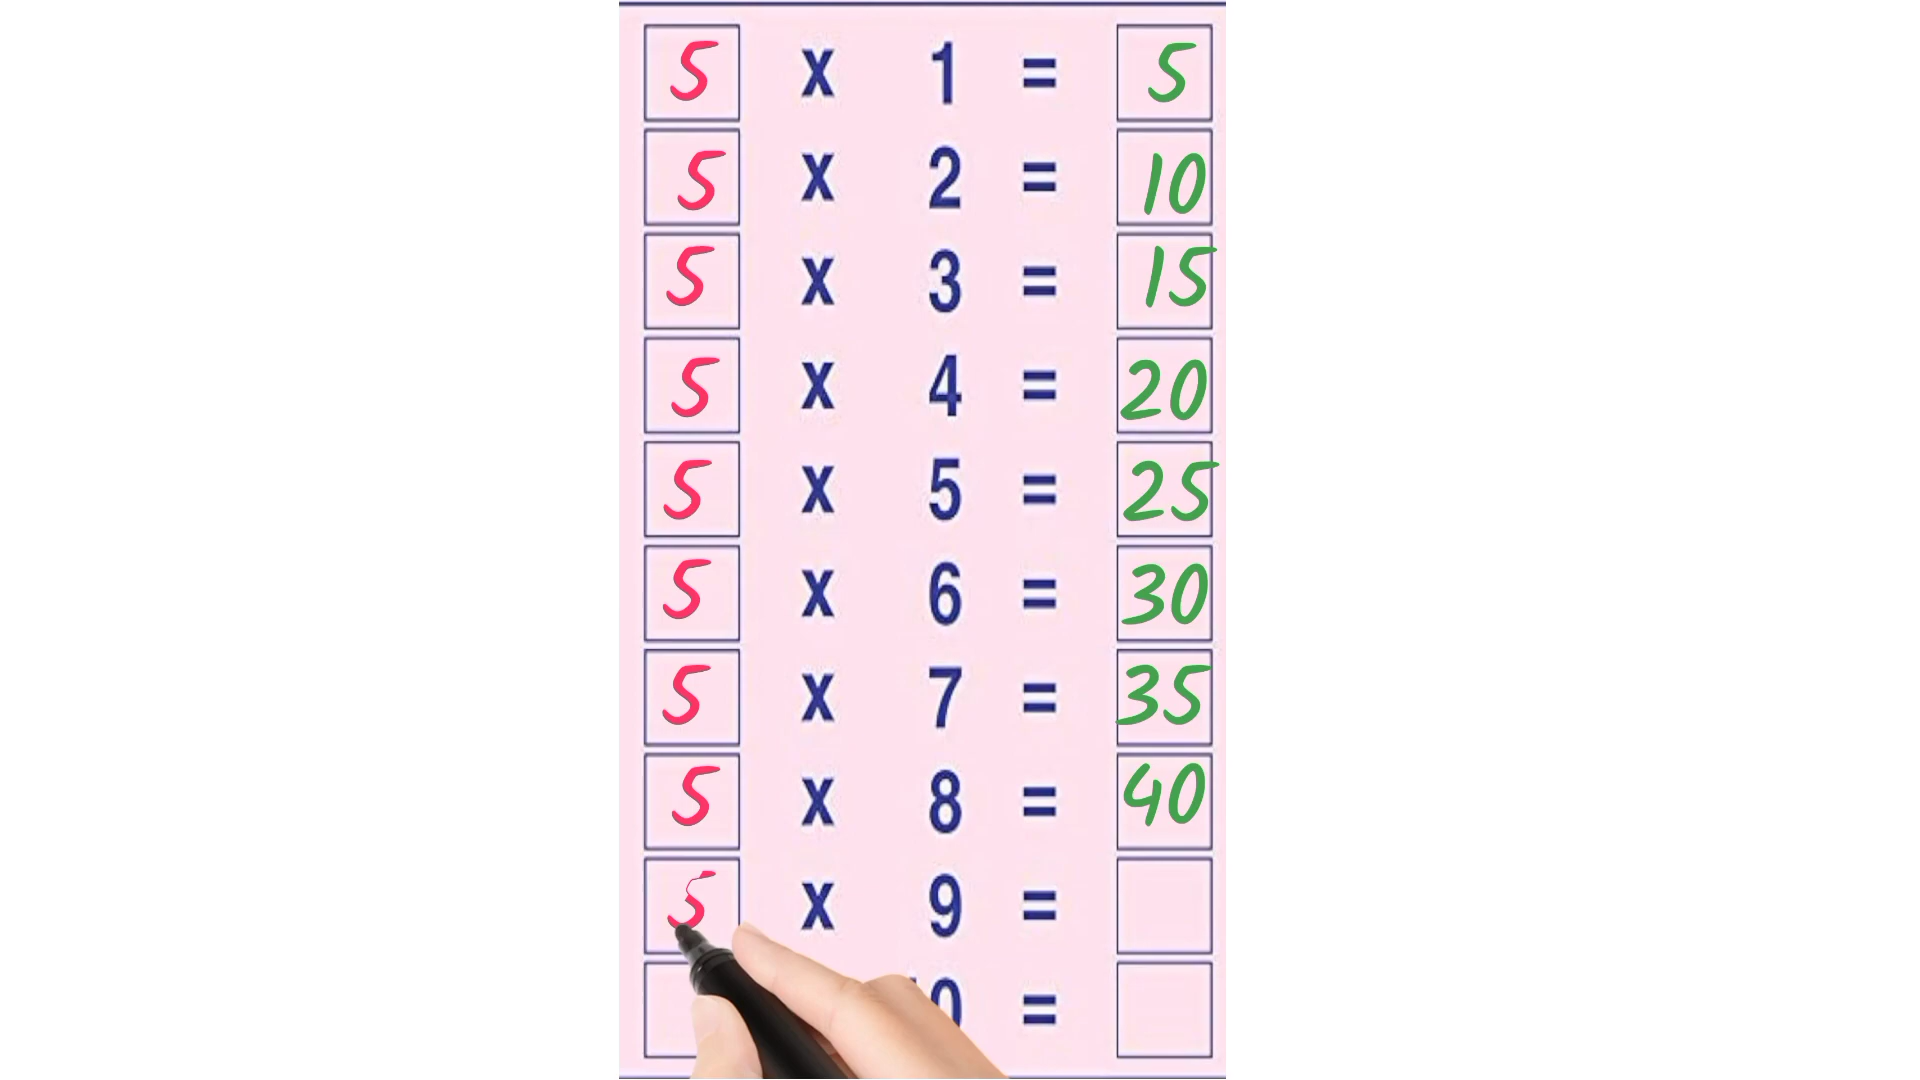 5 x 1 = 5
5 x 2 = 10
5 x 3 = 15
5 x 4 = 20
5 x 5 = 25
5 x 6 = 30
5 x 7 = 35
5 x 8 = 40
5 x 9 =
0 =